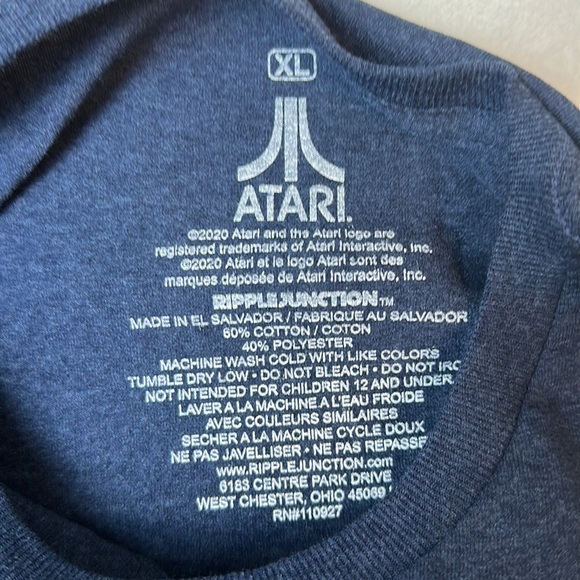 XL
ATARI®
©2020 Atari and the Atari logo are
registered trademarks of Atari Interactive, Inc.
©2020 Atari et le logo Atari sont des
marques déposée de Atari Interactive, Inc.
RIPPLEJUNCTION™
MADE IN EL SALVADOR / FABRIQUE AU SALVADOR
60% COTTON / COTON
40% POLYESTER
MACHINE WASH COLD WITH LIKE COLORS
TUMBLE DRY LOW • DO NOT BLEACH • DO NOT IRO
NOT INTENDED FOR CHILDREN 12 AND UNDER
LAVER A LA MACHINE A L'EAU FROIDE
AVEC COULEURS SIMILAIRES
SECHER A LA MACHINE CYCLE DOUX
NE PAS JAVELLISER • NE PAS REPASSE
www.RIPPLEJUNCTION.com
6183 CENTRE PARK DRIVE
WEST CHESTER, OHIO 45069
RN#110927